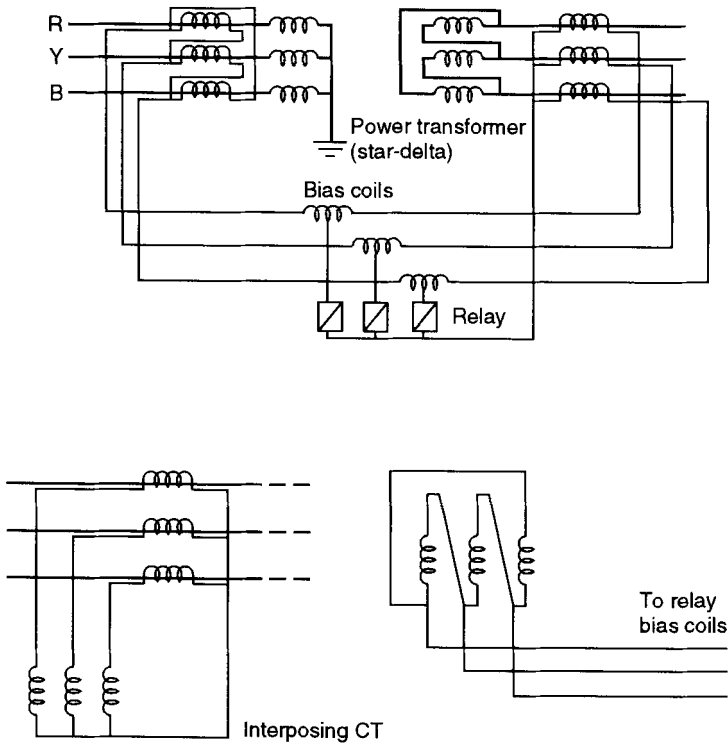 R
Y
B
Power transformer
(star-delta)
Bias coils
Relay
To relay
bias coils
Interposing CT